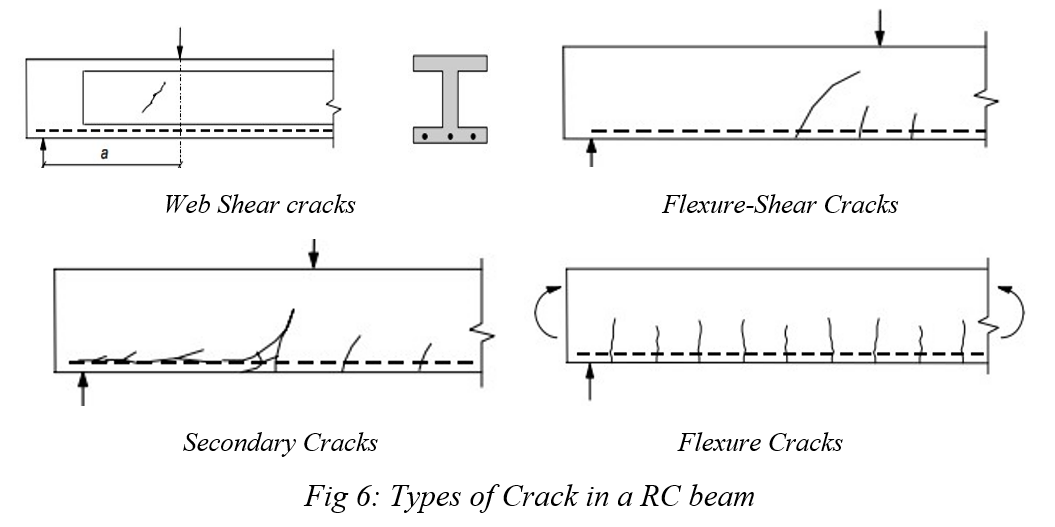 a
Web Shear cracks
Flexure-Shear Cracks
Secondary Cracks
Flexure Cracks
Fig 6: Types of Crack in a RC beam